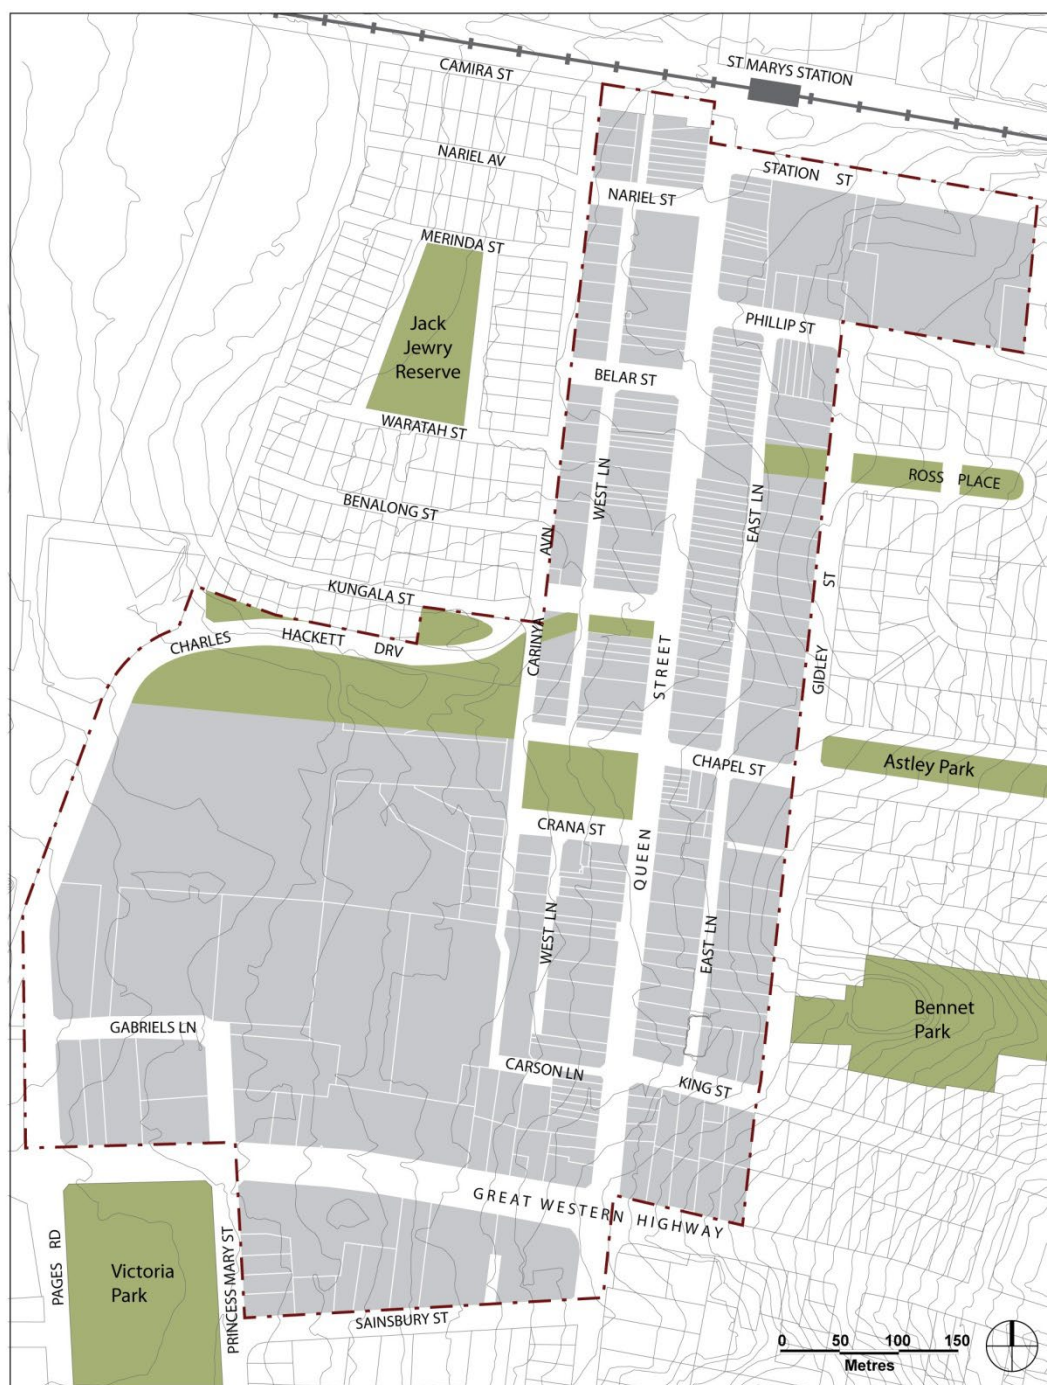 ST MARYS STATION
CAMIRA ST
NARIEL AV
STATION ST
NARIEL ST
MERINDA ST
Jack
Jewry
Reserve
PHILLIP ST
BELAR ST
WARATAH ST
WEST LN
ROSS PLACE
BENALONG ST
EAST LN
AVN
KUNGALA ST
ST
CHARLES HACKETT DRV
CARINYA
STREET
GIDLEY
CHAPEL ST
Astley Park
CRANA ST
QUEEN
WEST LN
EAST LN
Bennet
Park
GABRIELS LN
CARSON LN
KING ST
GREAT WESTERN HIGHWAY
PAGES RD
PRINCESS MARY ST
Victoria
Park
SAINSBURY ST
0 50 100 150
Metres